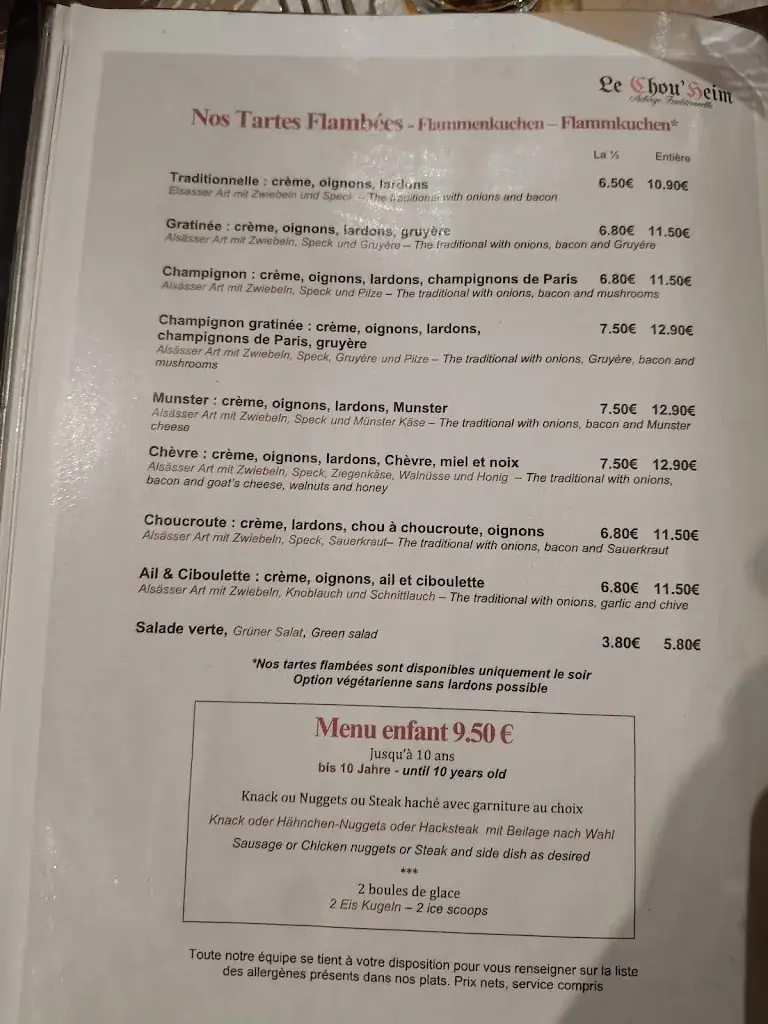 Le Chou'Heim
Auberge Traditionnelle
Nos Tartes Flambées - Flammenkuchen – Flammkuchen*
La ½ Entière
Traditionnelle : crème, oignons, lardons 6.50€ 10.90€
Elsasser Art mit Zwiebeln und Speck – The traditional with onions and bacon
Gratinée : crème, oignons, lardons, gruyère 6.80€ 11.50€
Alsässer Art mit Zwiebeln, Speck und Gruyére – The traditional with onions, bacon and Gruyére
Champignon : crème, oignons, lardons, champignons de Paris 6.80€ 11.50€
Alsässer Art mit Zwiebeln, Speck und Pilze – The traditional with onions, bacon and mushrooms
Champignon gratinée : crème, oignons, lardons,
champignons de Paris, gruyère 7.50€ 12.90€
Alsässer Art mit Zwiebeln, Speck, Gruyére und Pilze – The traditional with onions, Gruyére, bacon and
mushrooms
Munster : crème, oignons, lardons, Munster 7.50€ 12.90€
Alsässer Art mit Zwiebeln, Speck und Münster Käse – The traditional with onions, bacon and Munster
cheese
Chèvre : crème, oignons, lardons, Chèvre, miel et noix 7.50€ 12.90€
Alsässer Art mit Zwiebeln, Speck, Ziegenkäse, Walnüsse und Honig – The traditional with onions,
bacon and goat's cheese, walnuts and honey
Choucroute : crème, lardons, chou à choucroute, oignons 6.80€ 11.50€
Alsässer Art mit Zwiebeln, Speck, Sauerkraut– The traditional with onions, bacon and Sauerkraut
Ail & Ciboulette : crème, oignons, ail et ciboulette 6.80€ 11.50€
Alsässer Art mit Zwiebeln, Knoblauch und Schnittlauch – The traditional with onions, garlic and chive
Salade verte, Grüner Salat, Green salad 3.80€ 5.80€
*Nos tartes flambées sont disponibles uniquement le soir
Option végétarienne sans lardons possible
Menu enfant 9.50 €
Jusqu'à 10 ans
bis 10 Jahre - until 10 years old
Knack ou Nuggets ou Steak haché avec garniture au choix
Knack oder Hähnchen-Nuggets oder Hacksteak mit Beilage nach Wahl
Sausage or Chicken nuggets or Steak and side dish as desired
***
2 boules de glace
2 Eis Kugeln – 2 ice scoops
Toute notre équipe se tient à votre disposition pour vous renseigner sur la liste
des allergènes présents dans nos plats. Prix nets, service compris